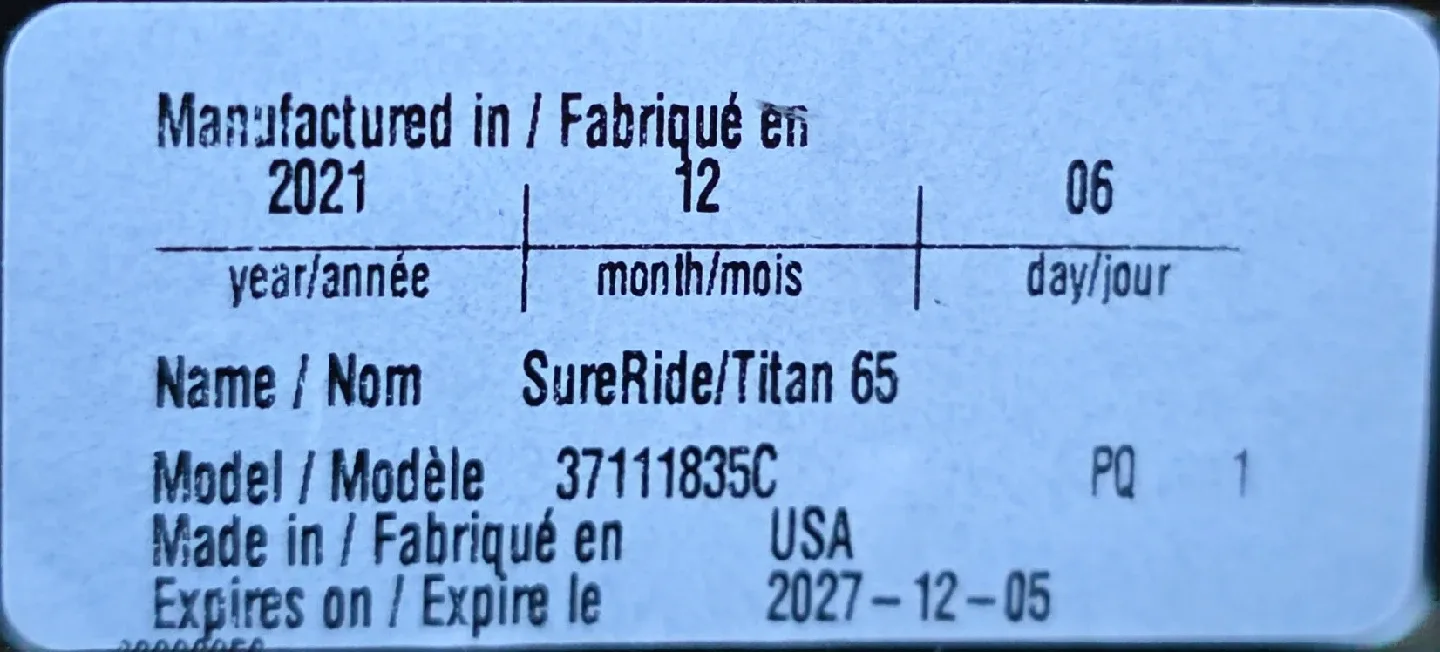 Manufactured in / Fabriqué en
2021 12 06
year/année month/mois day/jour
Name / Nom SureRide/Titan 65
Model / Modèle 37111835C PQ 1
Made in / Fabriqué en USA
Expires on / Expire le 2027-12-05